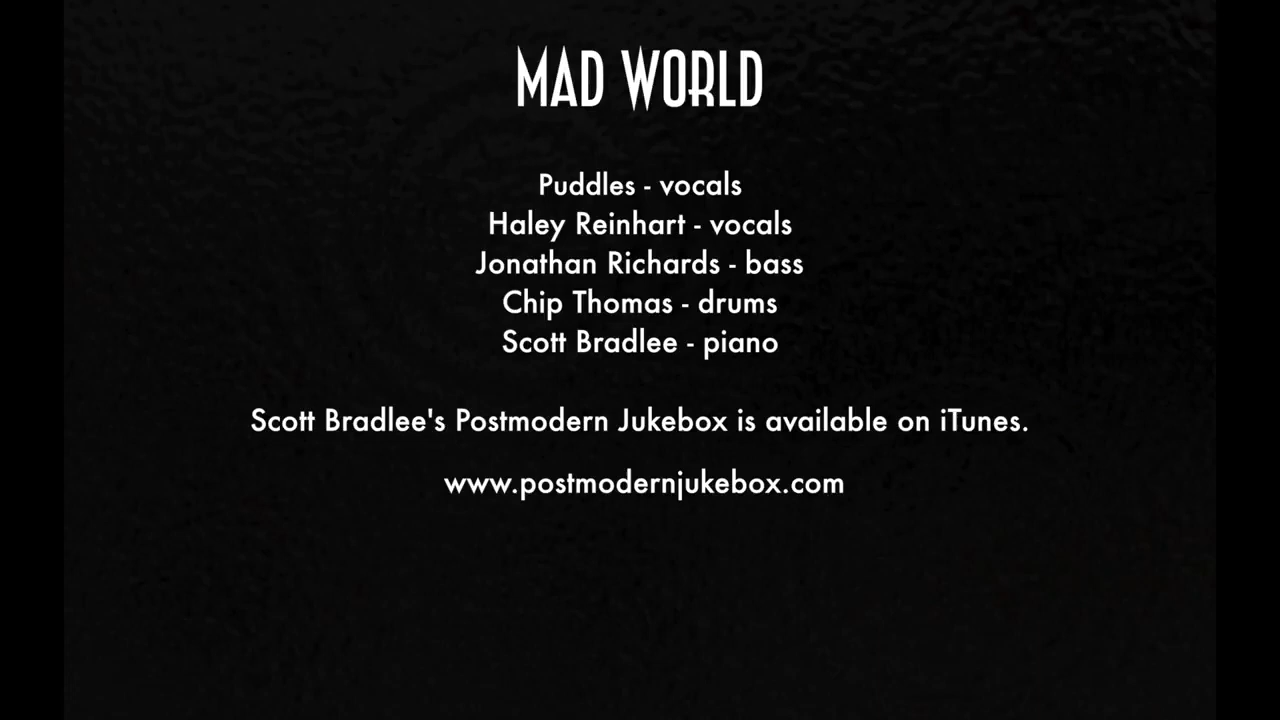 MAD WORLD
Puddles - vocals
Haley Reinhart - vocals
Jonathan Richards - bass
Chip Thomas - drums
Scott Bradlee - piano
Scott Bradlee's Postmodern Jukebox is available on iTunes.
www.postmodernjukebox.com